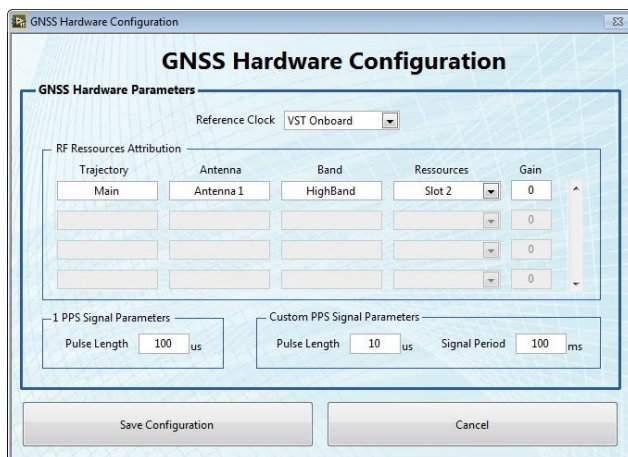 GNSS Hardware Configuration
GNSS Hardware Configuration
GNSS Hardware Parameters
Reference Clock VST Onboard
RF Ressources Attribution
Trajectory Antenna Band Ressources Gain
Main Antenna 1 HighBand Slot 2 0
0
0
0
1 PPS Signal Parameters Custom PPS Signal Parameters
Pulse Length 100 us Pulse Length 10 us Signal Period 100 ms
Save Configuration Cancel